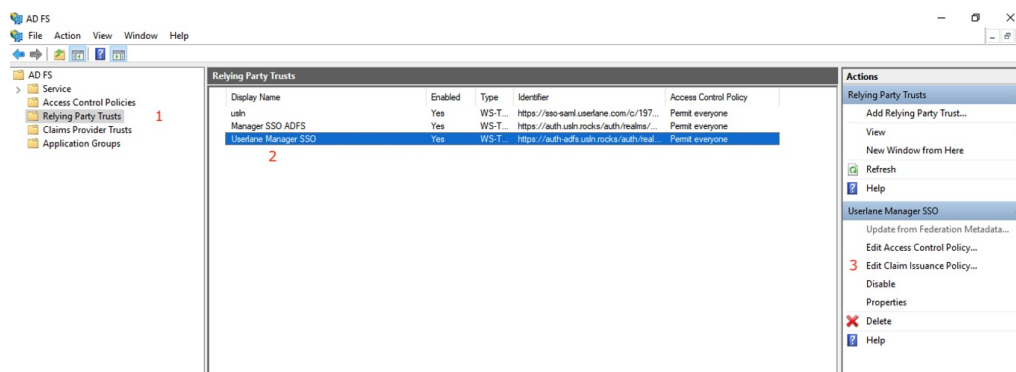 AD FS
File Action View Window Help
AD FS
Service
Access Control Policies
Relying Party Trusts 1
Claims Provider Trusts
Application Groups
Relying Party Trusts
Display Name Enabled Type Identifier Access Control Policy
usln Yes WS-T... https://sso-saml.userlane.com/c/197... Permit everyone
Manager SSO ADFS Yes WS-T... https://auth.usln.rocks/auth/realms/... Permit everyone
Userlane Manager SSO Yes WS-T... https://auth-adfs.usln.rocks/auth/real... Permit everyone
2
Actions
Relying Party Trusts
Add Relying Party Trust...
View
New Window from Here
Refresh
Help
Userlane Manager SSO
Update from Federation Metadata...
Edit Access Control Policy...
3 Edit Claim Issuance Policy...
Disable
Properties
Delete
Help